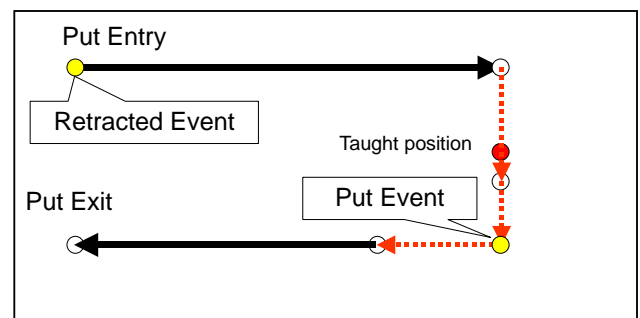 Put Entry
Retracted Event
Taught position
Put Exit
Put Event